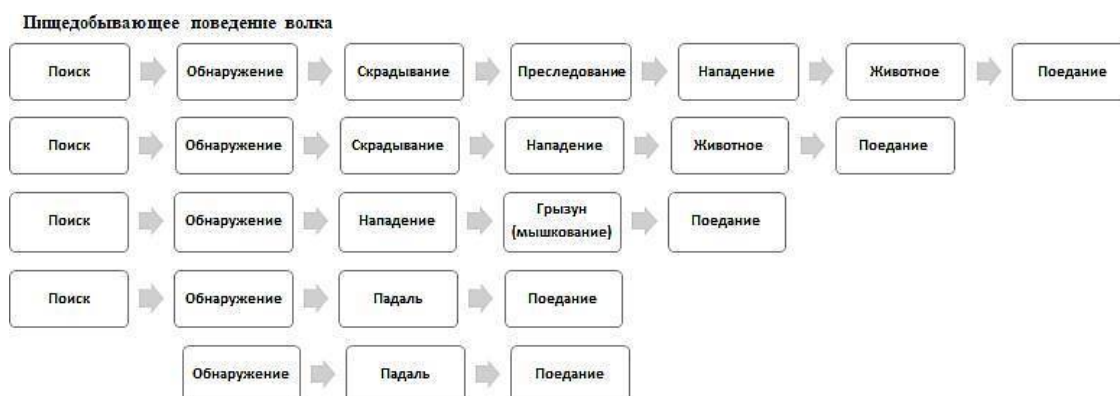 Пищедобывающее поведение волка
Поиск Обнаружение Скрадывание Преследование Нападение Животное Поедание
Поиск Обнаружение Скрадывание Нападение Животное Поедание
Поиск Обнаружение Нападение Грызун (мышкование) Поедание
Поиск Обнаружение Падаль Поедание
Обнаружение Падаль Поедание